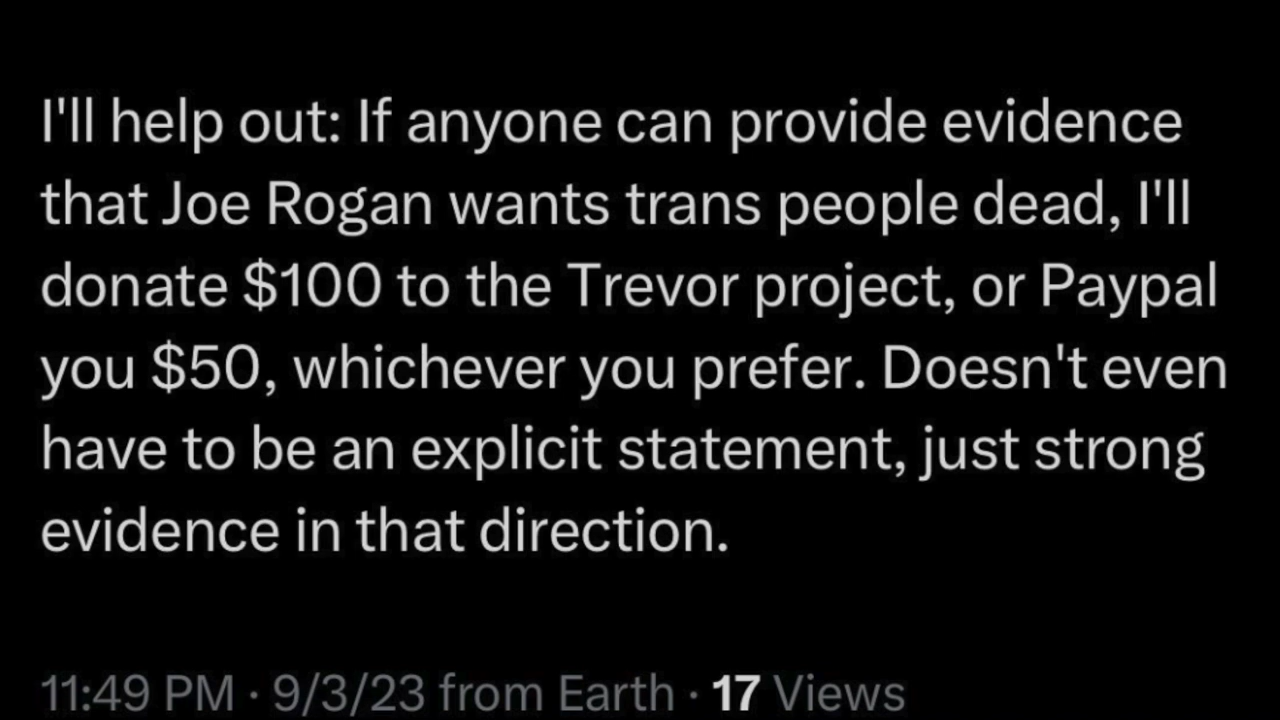 I'll help out: If anyone can provide evidence
that Joe Rogan wants trans people dead, I'll
donate $100 to the Trevor project, or Paypal
you $50, whichever you prefer. Doesn't even
have to be an explicit statement, just strong
evidence in that direction.
11:49 PM · 9/3/23 from Earth · 17 Views